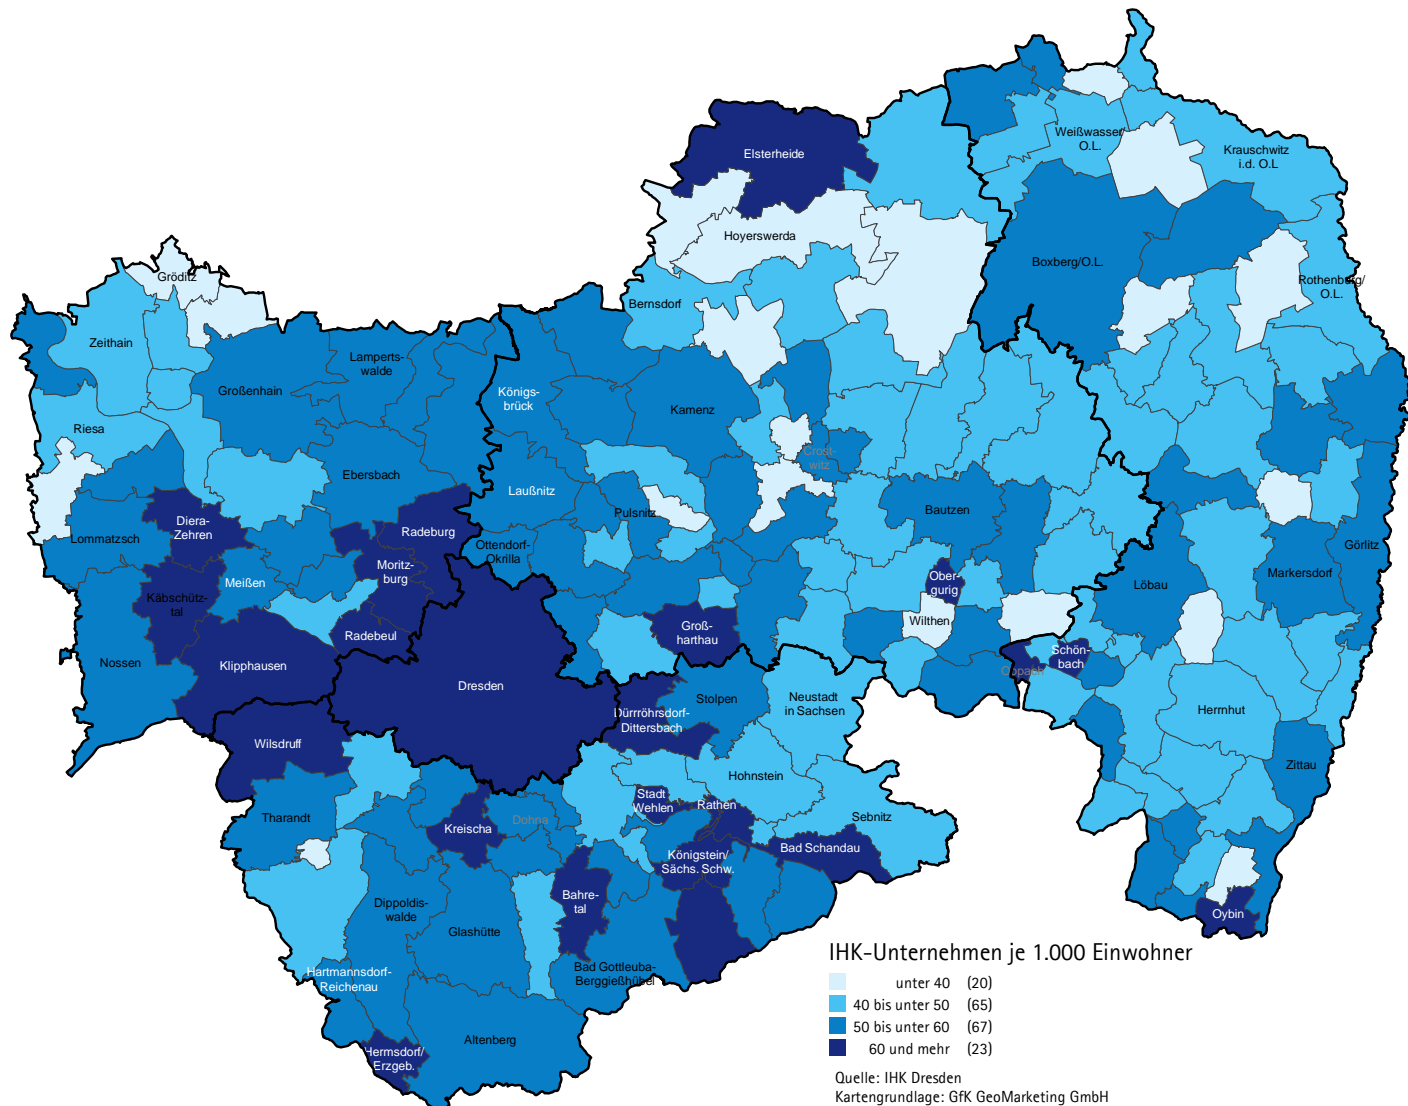 Elsterheide
Weißwasser
O.L.
Krauschwitz
i.d. O.L
Hoyerswerda
Boxberg/O.L.
Rothenburg/
O.L.
Gröditz
Bernsdorf
Zeithain
Lamperts-
walde
Großenhain
Königs-
brück
Kamenz
Riesa
Crost-
witz
Ebersbach
Laußnitz
Pulsnitz
Bautzen
Diera-
Zehren
Radeburg
Lommatzsch
Ottendorf-
Okrilla
Görlitz
Moritz-
burg
Meißen
Ober-
gurig
Löbau
Markersdorf
Käbschütz-
tal
Radebeul
Groß-
harthau
Wilthen
Nossen
Klipphausen
Schön-
bach
Oppach
Dresden
Stolpen
Neustadt
in Sachsen
Dürrröhrsdorf-
Dittersbach
Herrnhut
Wilsdruff
Zittau
Hohnstein
Stadt
Wehlen
Rathen
Tharandt
Kreischa
Dohna
Sebnitz
Bad Schandau
Königstein/
Sächs. Schw.
Bahre-
tal
Dippoldis-
walde
Glashütte
Oybin
Hartmannsdorf-
Reichenau
Bad Gottleuba-
Berggießhübel
Altenberg
Hermsdorf/
Erzgeb.
IHK-Unternehmen je 1.000 Einwohner
unter 40 (20)
40 bis unter 50 (65)
50 bis unter 60 (67)
60 und mehr (23)
Quelle: IHK Dresden
Kartengrundlage: GfK GeoMarketing GmbH